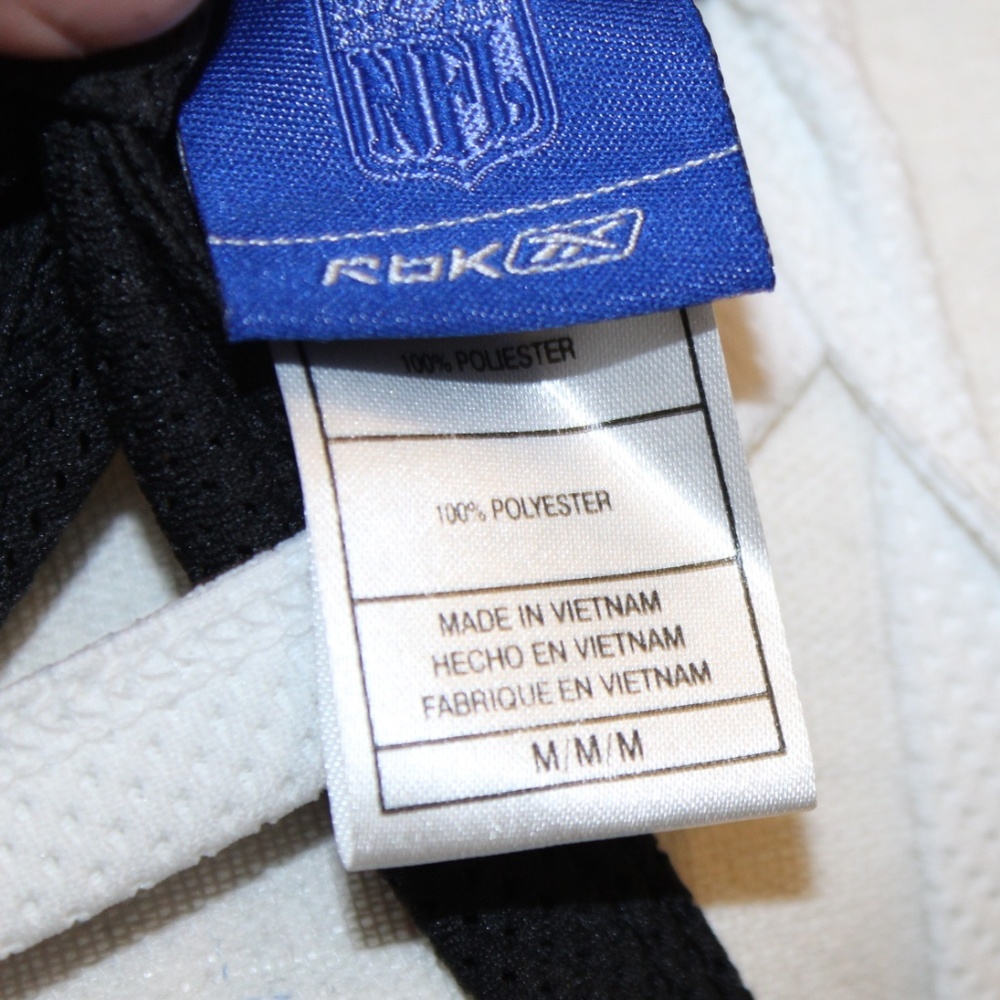 NFL
RBK
100% POLIESTER
100% POLYESTER
MADE IN VIETNAM
HECHO EN VIETNAM
FABRIQUE EN VIETNAM
M/M/M